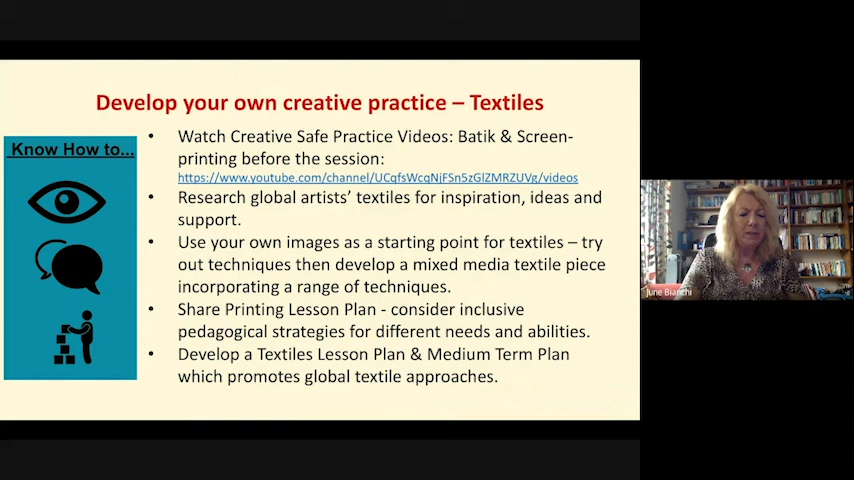 Develop your own creative practice – Textiles
Know How to...
• Watch Creative Safe Practice Videos: Batik & Screen-
printing before the session:
https://www.youtube.com/channel/UCqfsWcqNjFSn5zGlZMRZUVg/videos
• Research global artists’ textiles for inspiration, ideas and
support.
• Use your own images as a starting point for textiles – try
out techniques then develop a mixed media textile piece
incorporating a range of techniques.
• Share Printing Lesson Plan - consider inclusive
pedagogical strategies for different needs and abilities.
• Develop a Textiles Lesson Plan & Medium Term Plan
which promotes global textile approaches.
June Bianchi